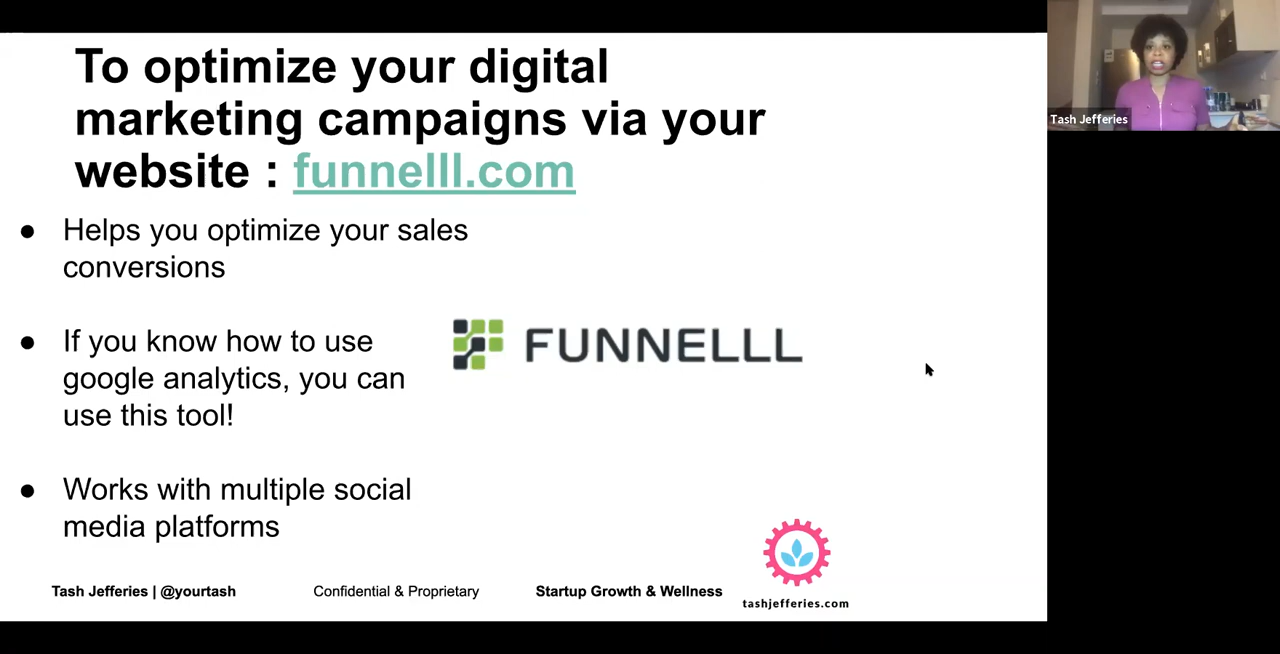 To optimize your digital
marketing campaigns via your
website : funnelll.com
● Helps you optimize your sales
conversions
● If you know how to use
google analytics, you can
use this tool!
● Works with multiple social
media platforms
FUNNELLL
Tash Jefferies | @yourtash
Confidential & Proprietary
Startup Growth & Wellness
tashjefferies.com
Tash Jefferies